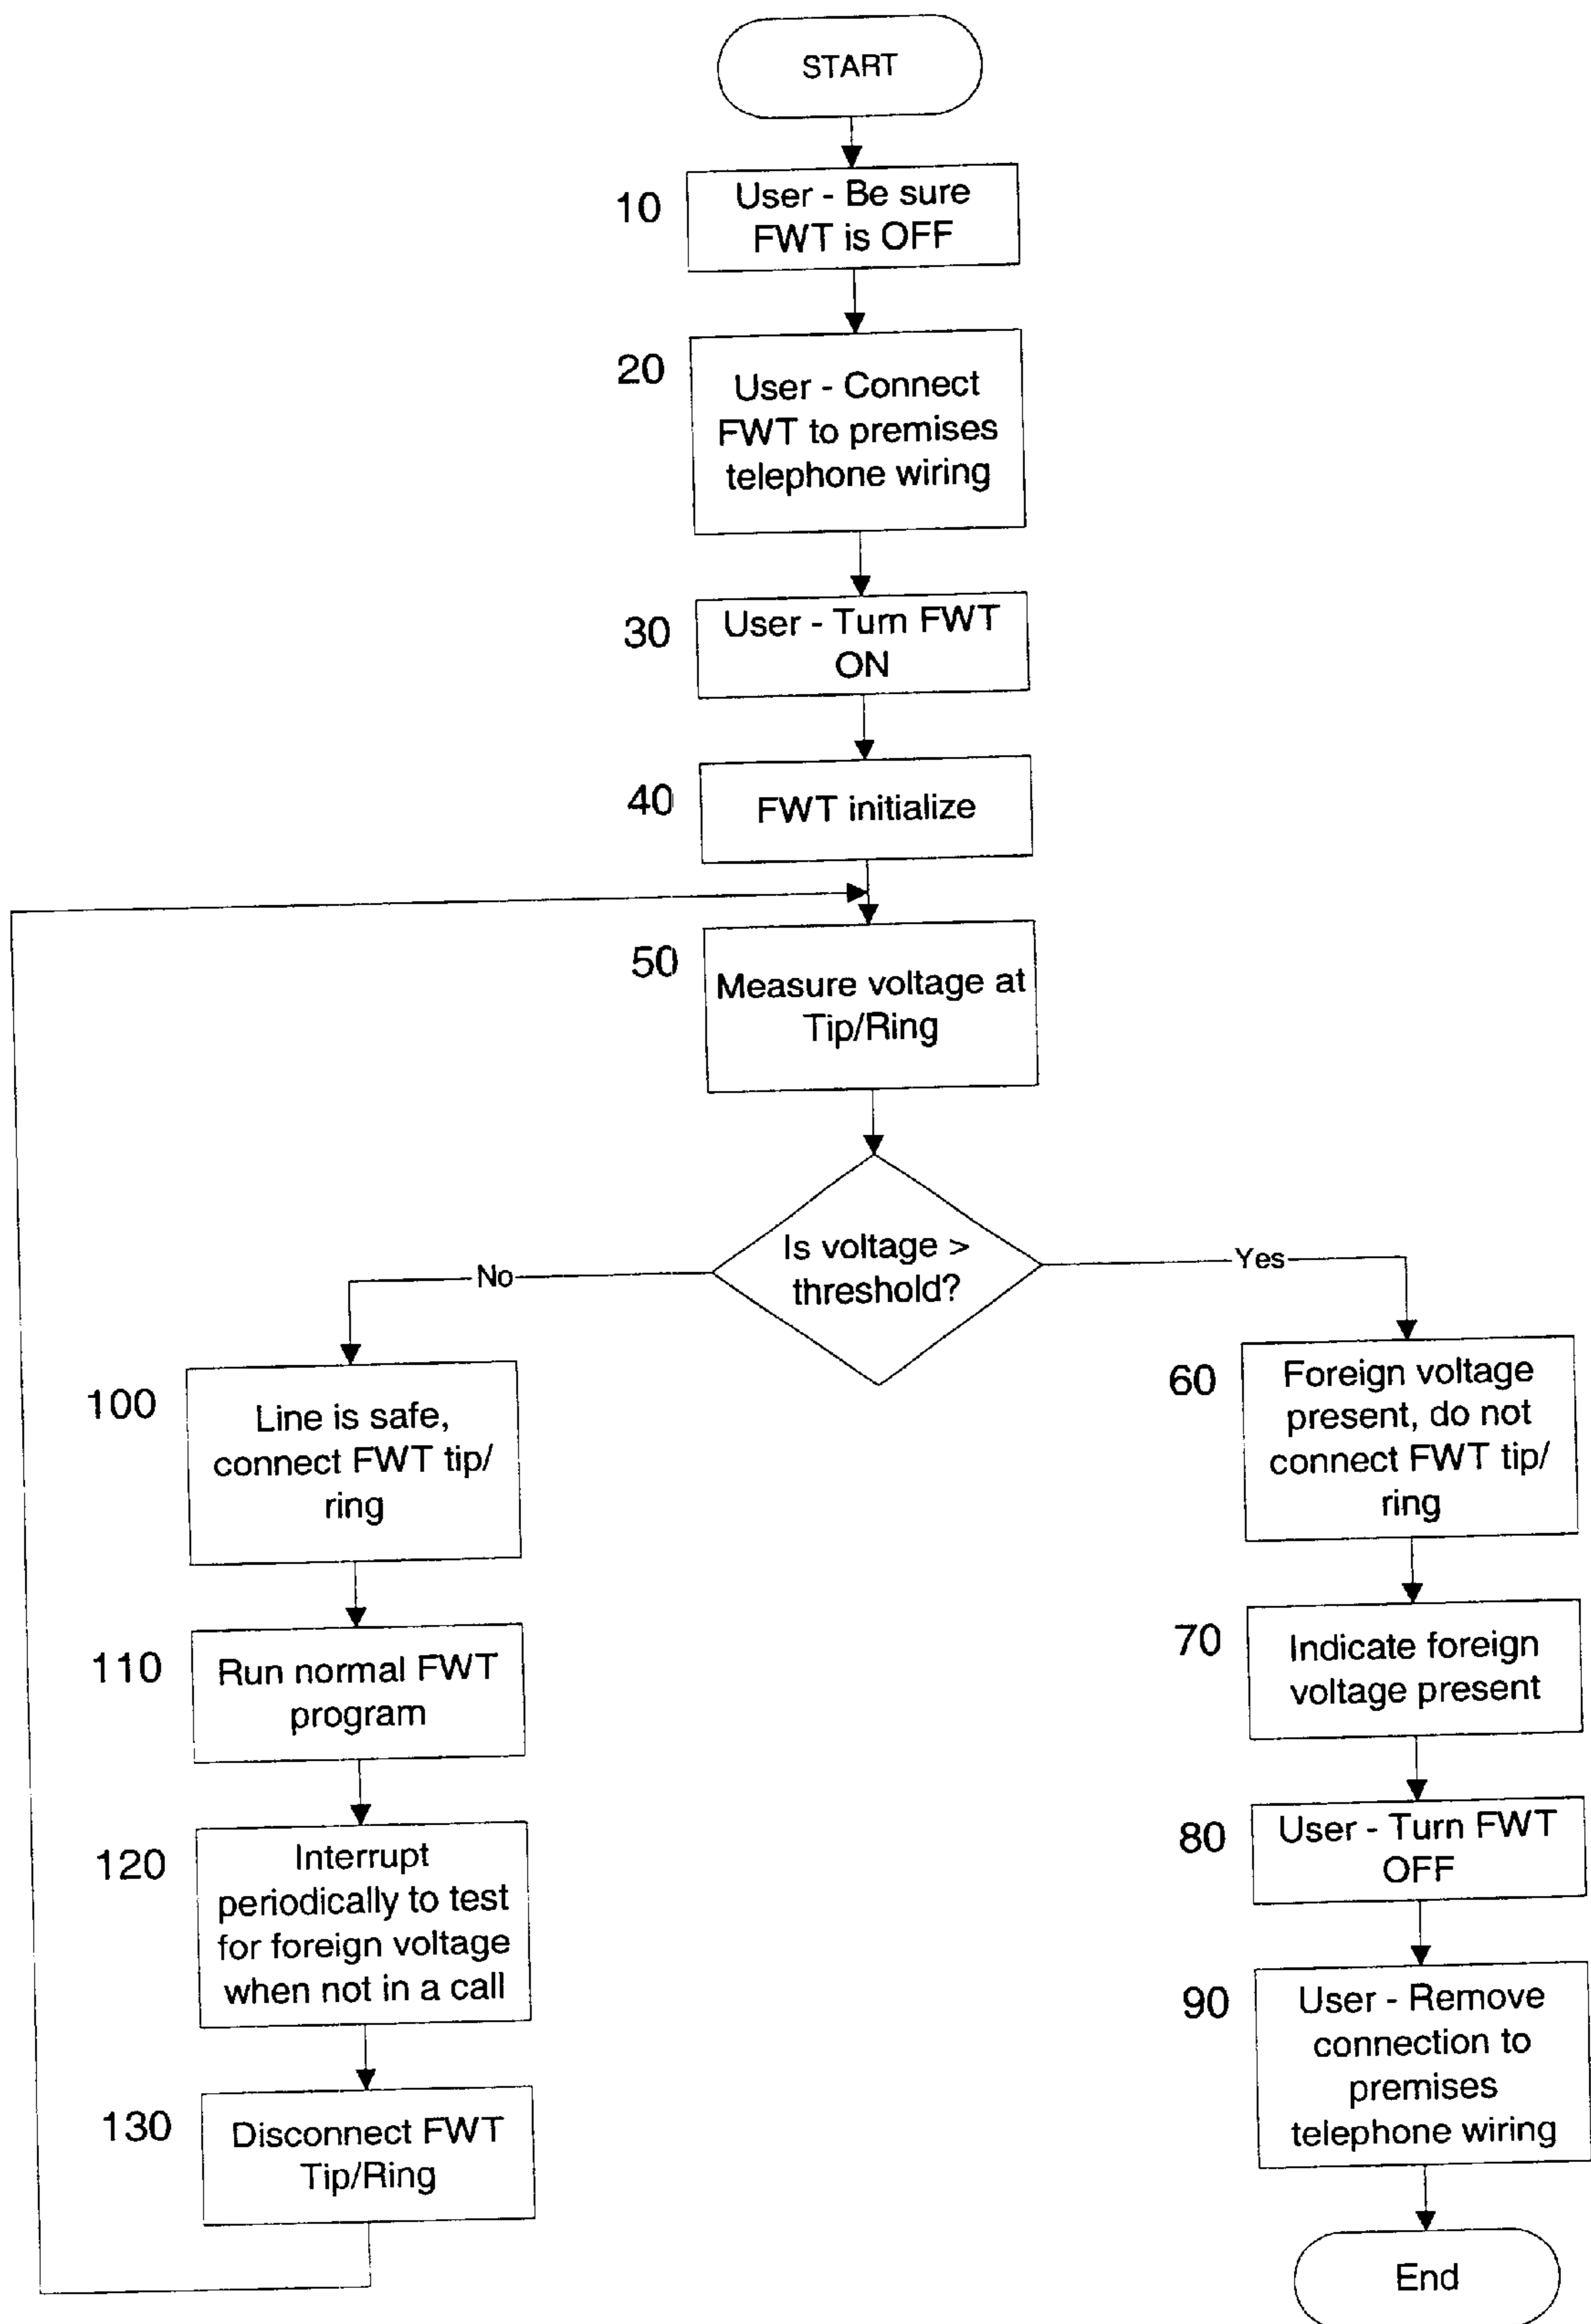 START
10
User - Be sure
FWT is OFF
20
User - Connect
FWT to premises
telephone wiring
30
User - Turn FWT
ON
40
FWT initialize
50
Measure voltage at
Tip/Ring
Is voltage >
threshold?
No
Yes
100
Line is safe,
connect FWT tip/
ring
110
Run normal FWT
program
120
Interrupt
periodically to test
for foreign voltage
when not in a call
130
Disconnect FWT
Tip/Ring
60
Foreign voltage
present, do not
connect FWT tip/
ring
70
Indicate foreign
voltage present
80
User - Turn FWT
OFF
90
User - Remove
connection to
premises
telephone wiring
End